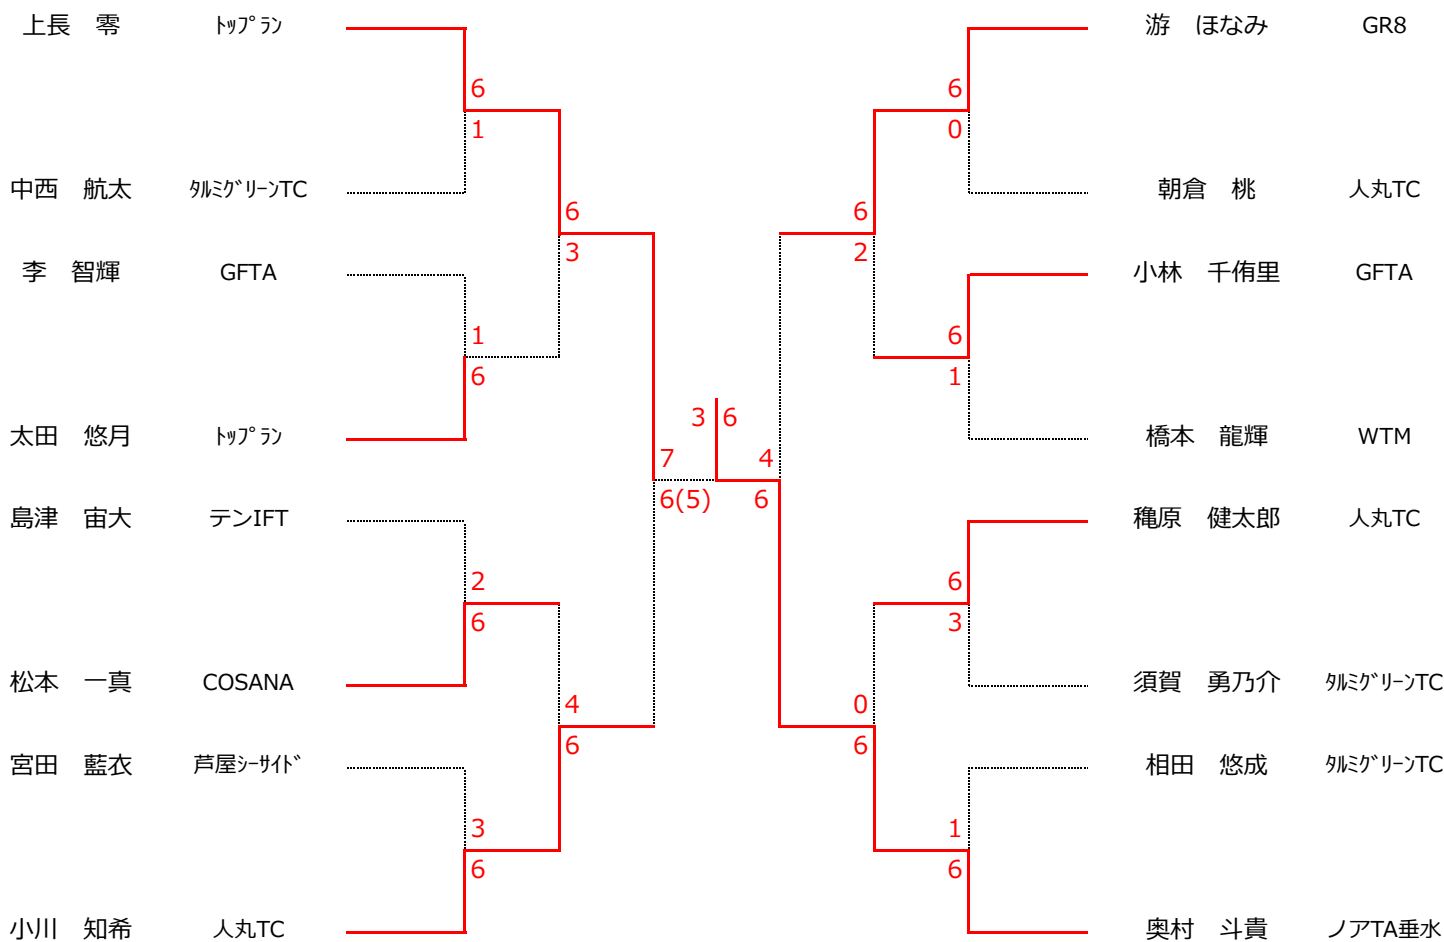 上長　零 ﾄｯﾌﾟﾗﾝ 游　ほなみ GR8
6 6
1 0
中西　航太 ﾀﾙﾐｸﾞﾘｰﾝTC 朝倉　桃 人丸TC
6 6
3 2
李　智輝 GFTA 小林　千侑里 GFTA
1 6
6 1
太田　悠月 ﾄｯﾌﾟﾗﾝ 3 6 橋本　龍輝 WTM
7 4
6(5) 6
島津　宙大 テンIFT 穐原　健太郎 人丸TC
2 6
6 3
松本　一真 COSANA 須賀　勇乃介 ﾀﾙﾐｸﾞﾘｰﾝTC
4 0
6 6
宮田　藍衣 芦屋ｼｰｻｲﾄﾞ 相田　悠成 ﾀﾙﾐｸﾞﾘｰﾝTC
3 1
6 6
小川　知希 人丸TC 奥村　斗貴 ノアTA垂水